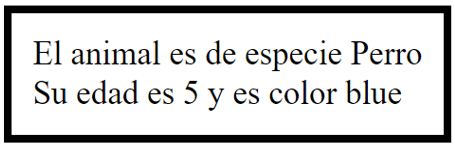 El animal es de especie Perro
Su edad es 5 y es color blue